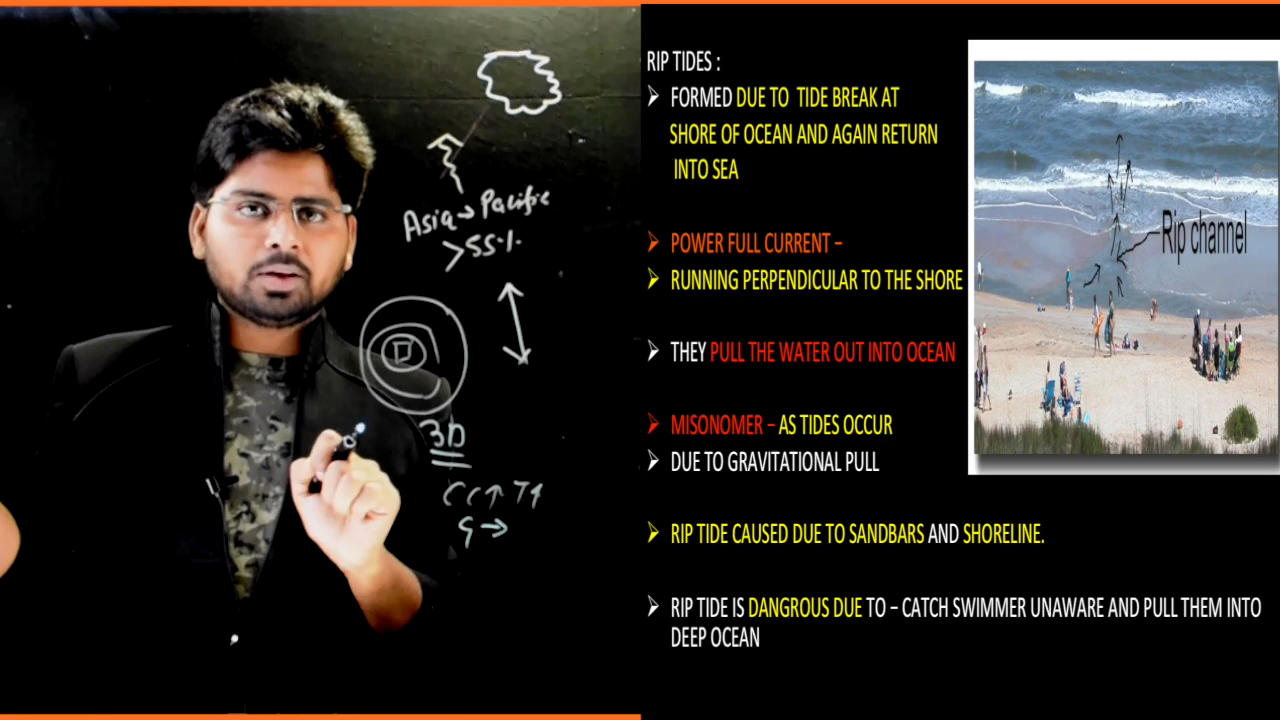 Asia → Pacific
>55%
D
3D
CC↑ T↑
RIP TIDES :
FORMED DUE TO TIDE BREAK AT
SHORE OF OCEAN AND AGAIN RETURN
INTO SEA
POWER FULL CURRENT –
RUNNING PERPENDICULAR TO THE SHORE
THEY PULL THE WATER OUT INTO OCEAN
MISONOMER – AS TIDES OCCUR
DUE TO GRAVITATIONAL PULL
RIP TIDE CAUSED DUE TO SANDBARS AND SHORELINE.
RIP TIDE IS DANGROUS DUE TO – CATCH SWIMMER UNAWARE AND PULL THEM INTO
DEEP OCEAN
Rip channel